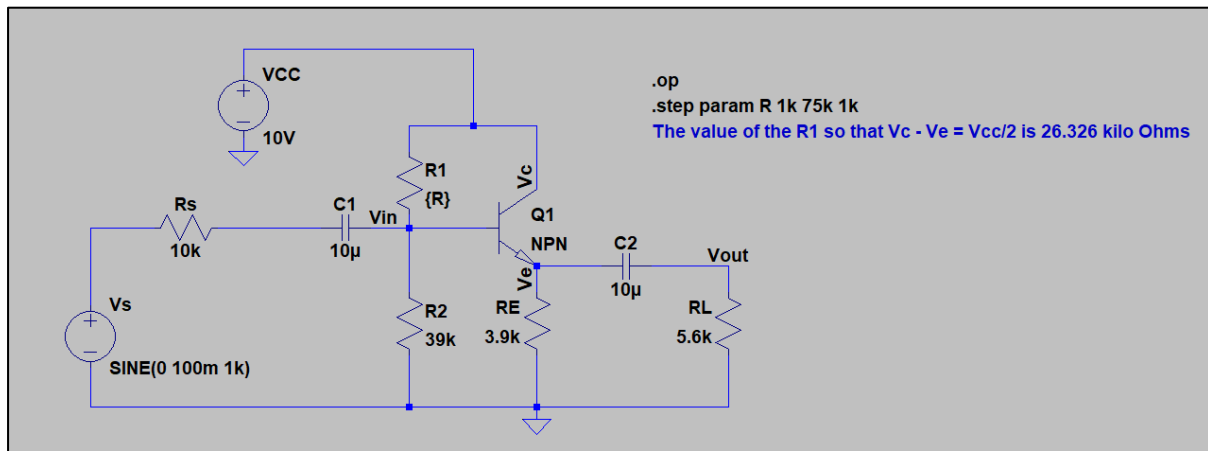 VCC
10V
.op
.step param R 1k 75k 1k
The value of the R1 so that Vc - Ve = Vcc/2 is 26.326 kilo Ohms
R1
{R}
Vc
Rs
10k
C1
10µ
Vin
Q1
NPN
C2
10µ
Vout
Ve
Vs
SINE(0 100m 1k)
R2
39k
RE
3.9k
RL
5.6k